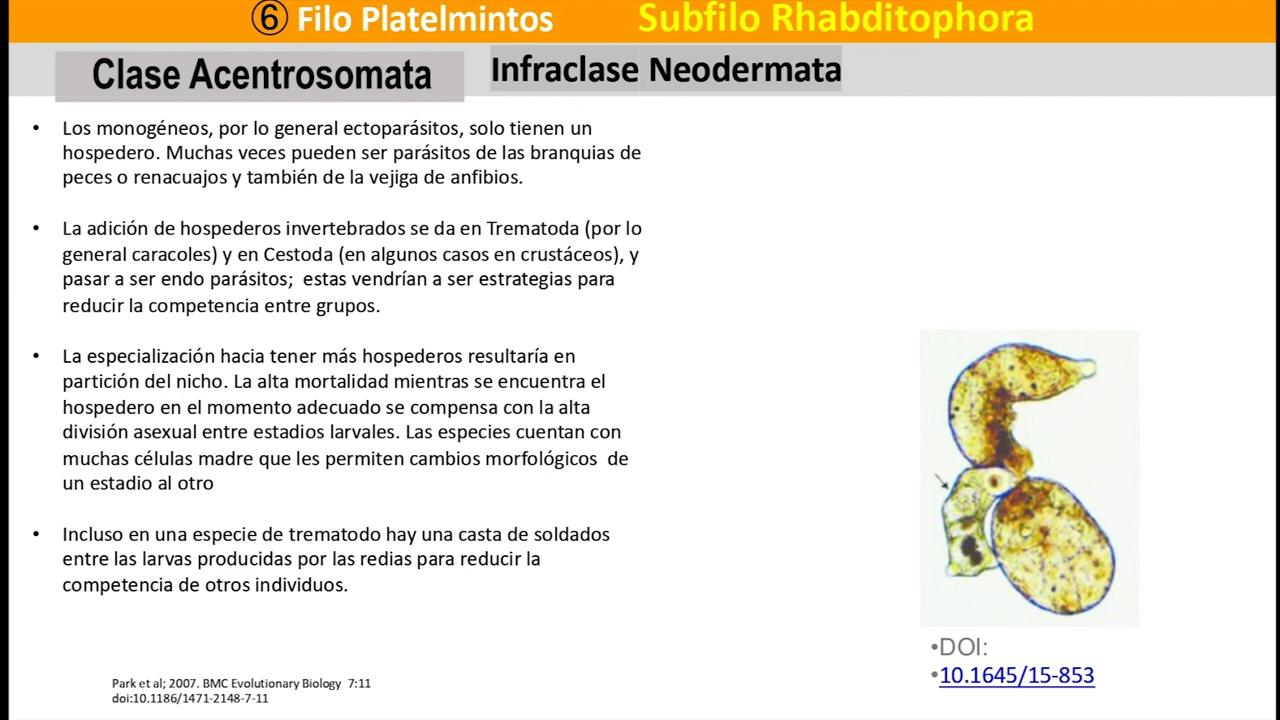 ⑥ Filo Platelmintos Subfilo Rhabditophora
Clase Acentrosomata Infraclase Neodermata
• Los monogéneos, por lo general ectoparásitos, solo tienen un
hospedero. Muchas veces pueden ser parásitos de las branquias de
peces o renacuajos y también de la vejiga de anfibios.
• La adición de hospederos invertebrados se da en Trematoda (por lo
general caracoles) y en Cestoda (en algunos casos en crustáceos), y
pasar a ser endo parásitos; estas vendrían a ser estrategias para
reducir la competencia entre grupos.
• La especialización hacia tener más hospederos resultaría en
partición del nicho. La alta mortalidad mientras se encuentra el
hospedero en el momento adecuado se compensa con la alta
división asexual entre estadios larvales. Las especies cuentan con
muchas células madre que les permiten cambios morfológicos de
un estadio al otro
• Incluso en una especie de trematodo hay una casta de soldados
entre las larvas producidas por las redias para reducir la
competencia de otros individuos.
•DOI:
•10.1645/15-853
Park et al; 2007. BMC Evolutionary Biology 7:11
doi:10.1186/1471-2148-7-11